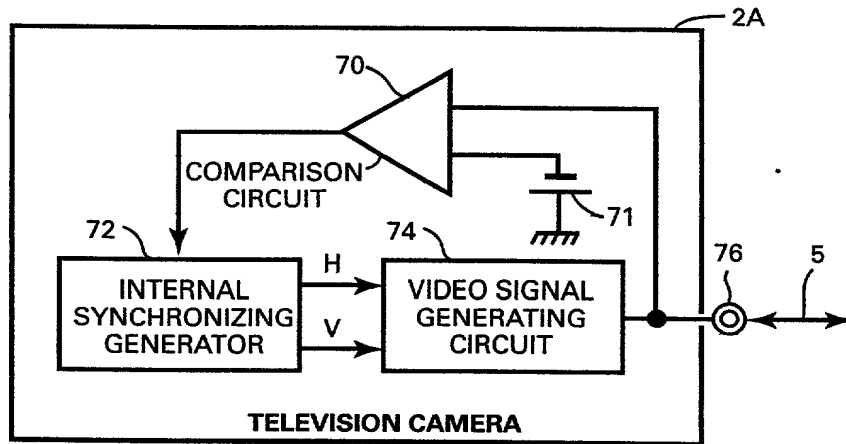 2A
70
COMPARISON
CIRCUIT
71
72
H
74
76
5
INTERNAL
SYNCHRONIZING
GENERATOR
V
VIDEO SIGNAL
GENERATING
CIRCUIT
TELEVISION CAMERA